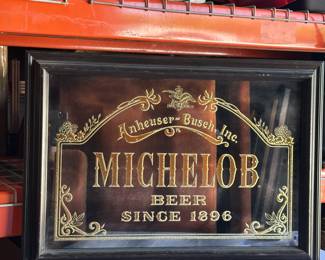 Anheuser-Busch, Inc.
MICHELOB
BEER
SINCE 1896